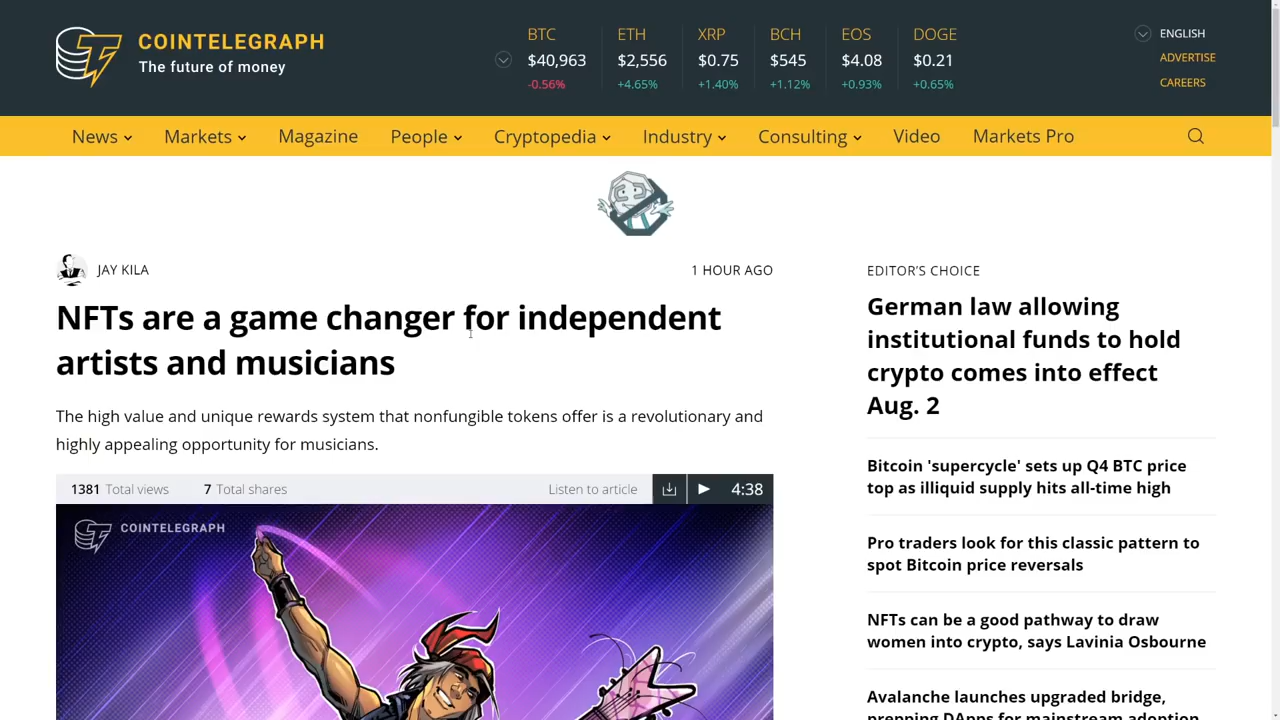 COINTELEGRAPH
The future of money
BTC
$40,963
-0.56%
ETH
$2,556
+4.65%
XRP
$0.75
+1.40%
BCH
$545
+1.12%
EOS
$4.08
+0.93%
DOGE
$0.21
+0.65%
ENGLISH
ADVERTISE
CAREERS
News Markets Magazine People Cryptopedia Industry Consulting Video Markets Pro
JAY KILA 1 HOUR AGO
NFTs are a game changer for independent
artists and musicians
The high value and unique rewards system that nonfungible tokens offer is a revolutionary and
highly appealing opportunity for musicians.
1381 Total views 7 Total shares Listen to article 4:38
COINTELEGRAPH
EDITOR'S CHOICE
German law allowing
institutional funds to hold
crypto comes into effect
Aug. 2
Bitcoin 'supercycle' sets up Q4 BTC price
top as illiquid supply hits all-time high
Pro traders look for this classic pattern to
spot Bitcoin price reversals
NFTs can be a good pathway to draw
women into crypto, says Lavinia Osbourne
Avalanche launches upgraded bridge,
prepping DApps for mainstream adoption